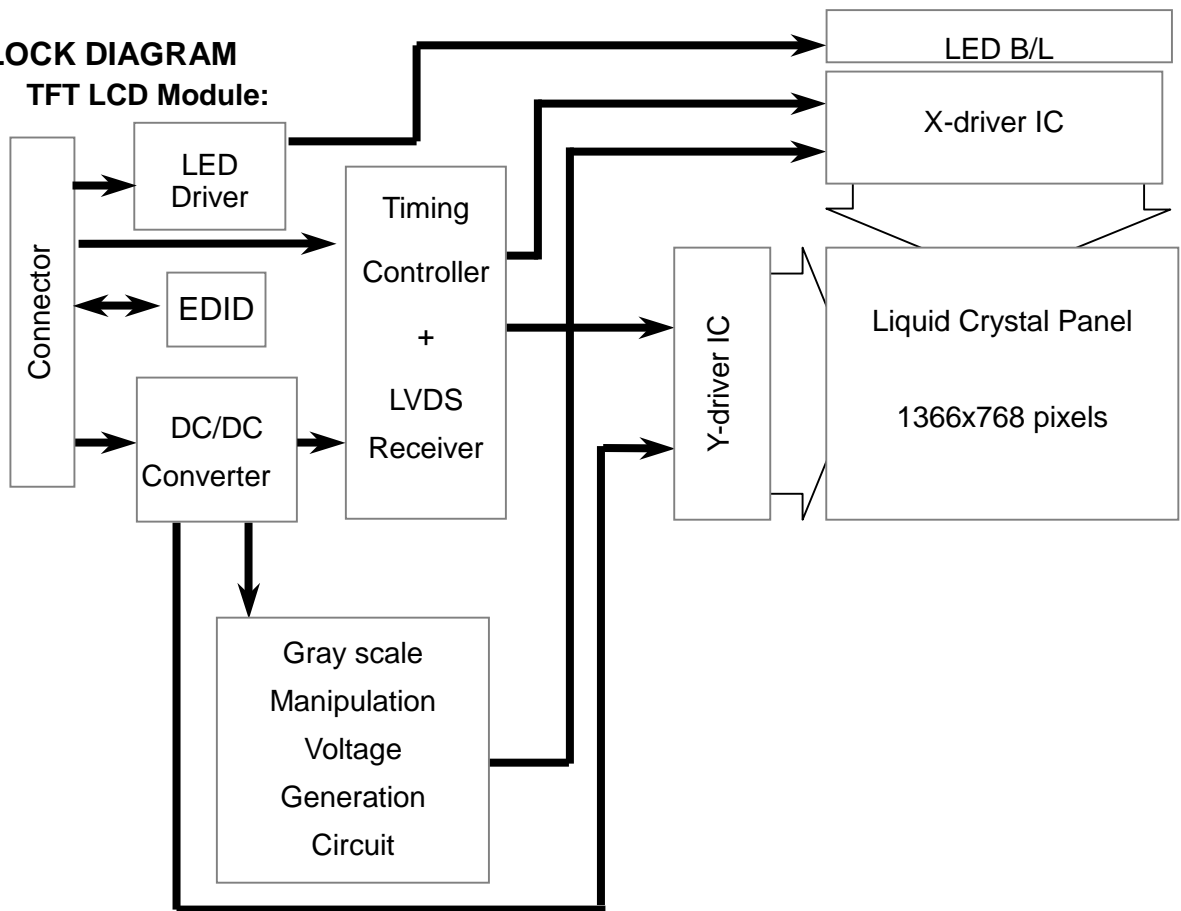 LOCK DIAGRAM
TFT LCD Module:
LED B/L
X-driver IC
LED
Driver
Timing
Controller
+
LVDS
Receiver
Connector
EDID
DC/DC
Converter
Y-driver IC
Liquid Crystal Panel
1366x768 pixels
Gray scale
Manipulation
Voltage
Generation
Circuit